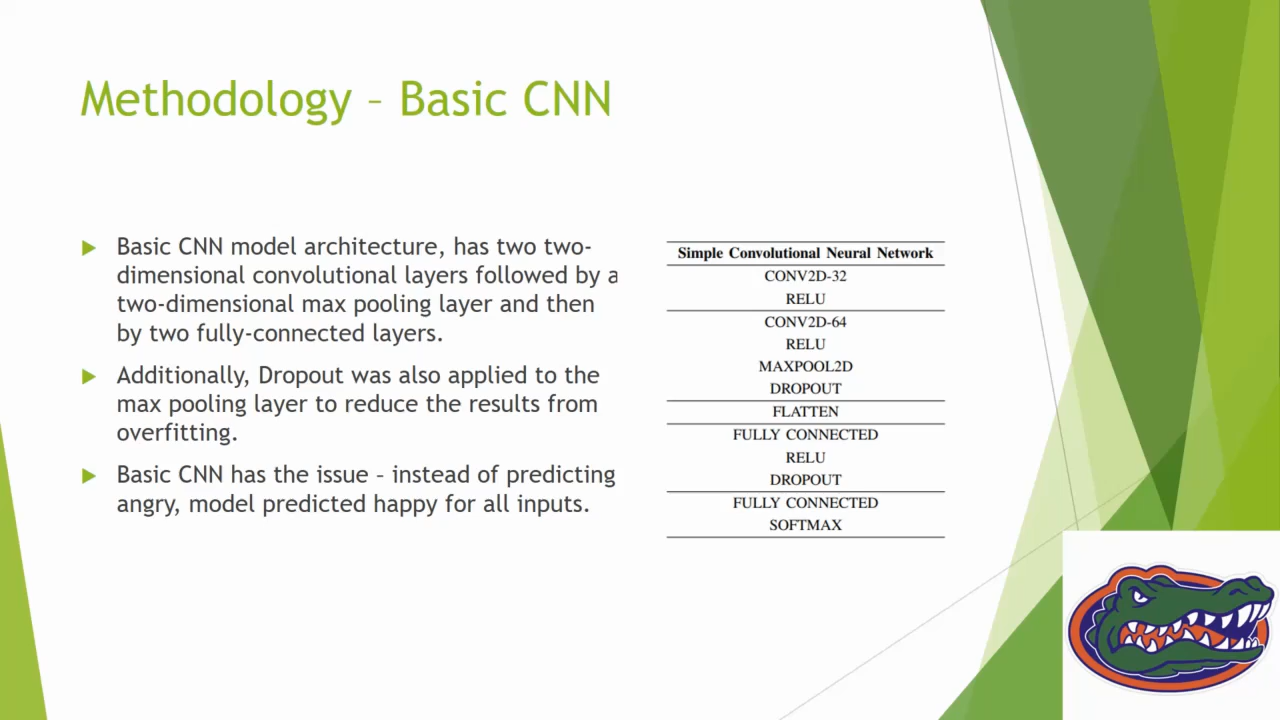 Methodology – Basic CNN
Basic CNN model architecture, has two two-
dimensional convolutional layers followed by a
two-dimensional max pooling layer and then
by two fully-connected layers.
Additionally, Dropout was also applied to the
max pooling layer to reduce the results from
overfitting.
Basic CNN has the issue – instead of predicting
angry, model predicted happy for all inputs.
Simple Convolutional Neural Network
CONV2D-32
RELU
CONV2D-64
RELU
MAXPOOL2D
DROPOUT
FLATTEN
FULLY CONNECTED
RELU
DROPOUT
FULLY CONNECTED
SOFTMAX